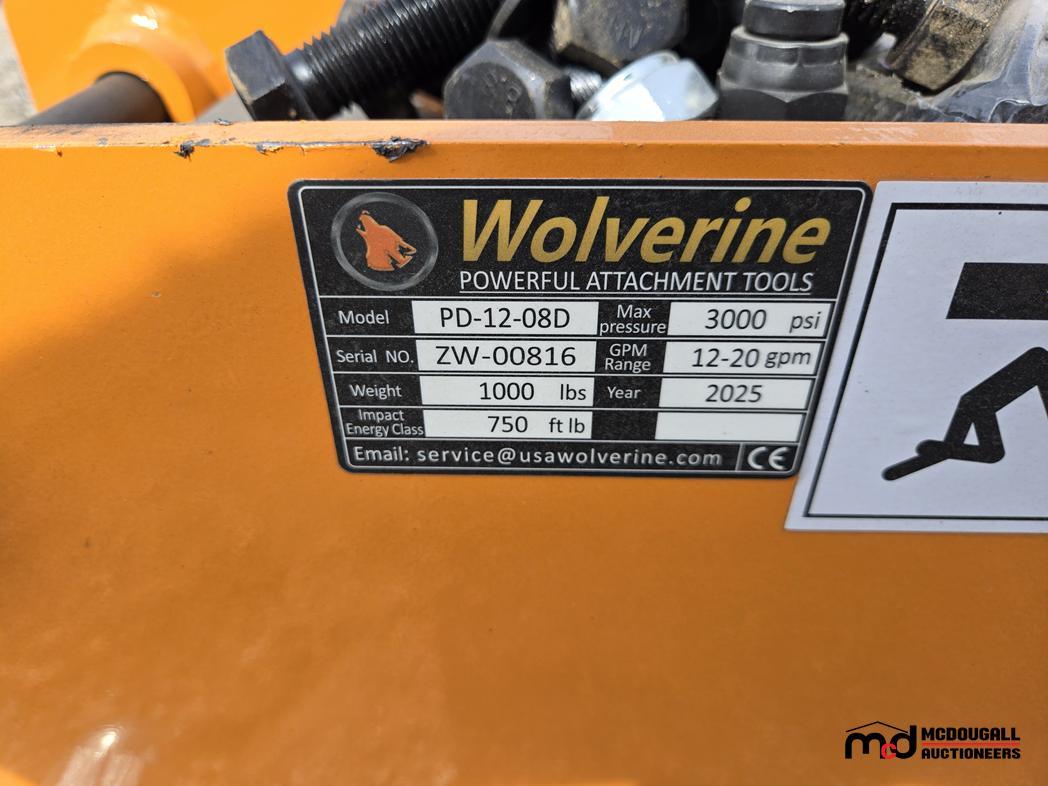 Wolverine
POWERFUL ATTACHMENT TOOLS
Model PD-12-08D Max pressure 3000 psi
Serial NO. ZW-00816 GPM Range 12-20 gpm
Weight 1000 lbs Year 2025
Impact Energy Class 750 ft lb
Email: service@usawolverine.com CE
mcd MCDOUGALL
AUCTIONEERS